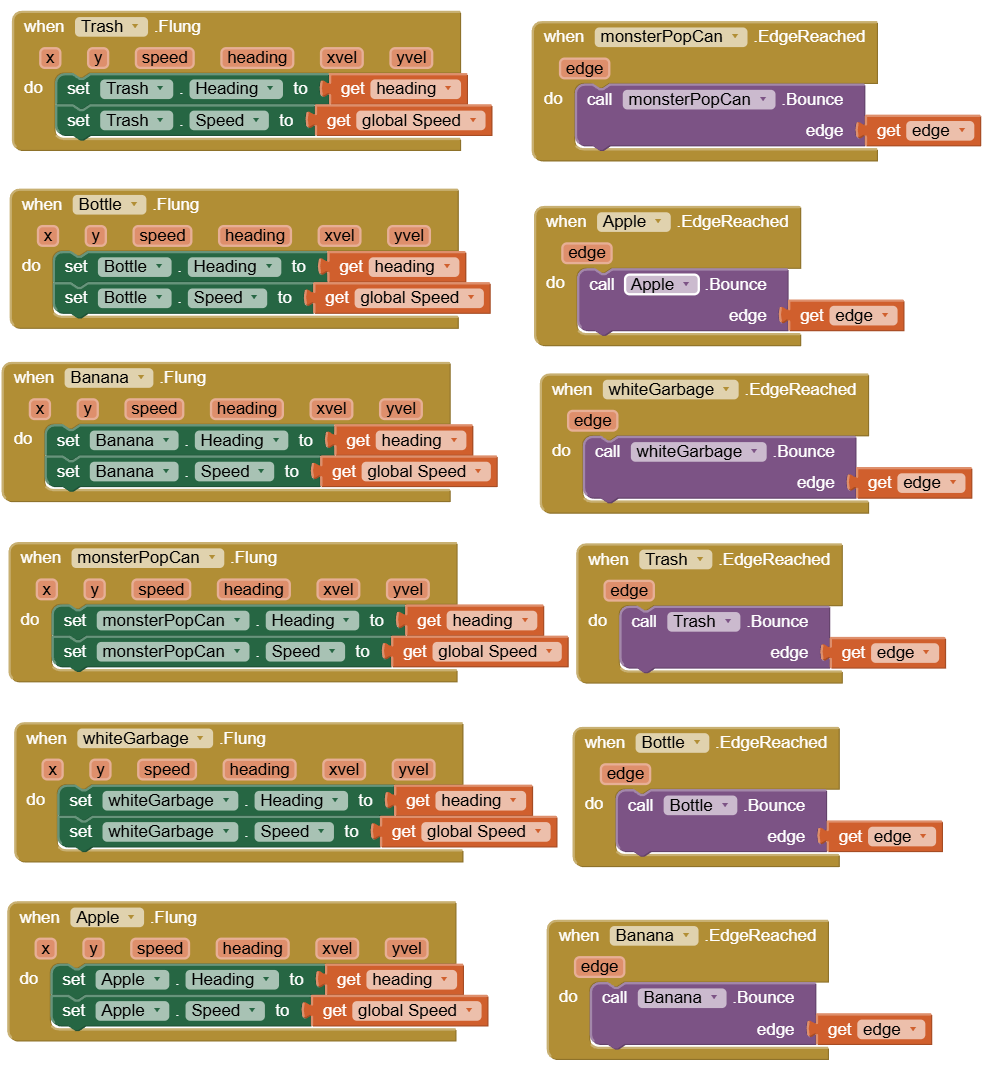 when Trash .Flung
x y speed heading xvel yvel
do set Trash . Heading to get heading
set Trash . Speed to get global Speed
when Bottle .Flung
x y speed heading xvel yvel
do set Bottle . Heading to get heading
set Bottle . Speed to get global Speed
when Banana .Flung
x y speed heading xvel yvel
do set Banana . Heading to get heading
set Banana . Speed to get global Speed
when monsterPopCan .Flung
x y speed heading xvel yvel
do set monsterPopCan . Heading to get heading
set monsterPopCan . Speed to get global Speed
when whiteGarbage .Flung
x y speed heading xvel yvel
do set whiteGarbage . Heading to get heading
set whiteGarbage . Speed to get global Speed
when Apple .Flung
x y speed heading xvel yvel
do set Apple . Heading to get heading
set Apple . Speed to get global Speed
when monsterPopCan .EdgeReached
edge
do call monsterPopCan .Bounce
edge get edge
when Apple .EdgeReached
edge
do call Apple .Bounce
edge get edge
when whiteGarbage .EdgeReached
edge
do call whiteGarbage .Bounce
edge get edge
when Trash .EdgeReached
edge
do call Trash .Bounce
edge get edge
when Bottle .EdgeReached
edge
do call Bottle .Bounce
edge get edge
when Banana .EdgeReached
edge
do call Banana .Bounce
edge get edge